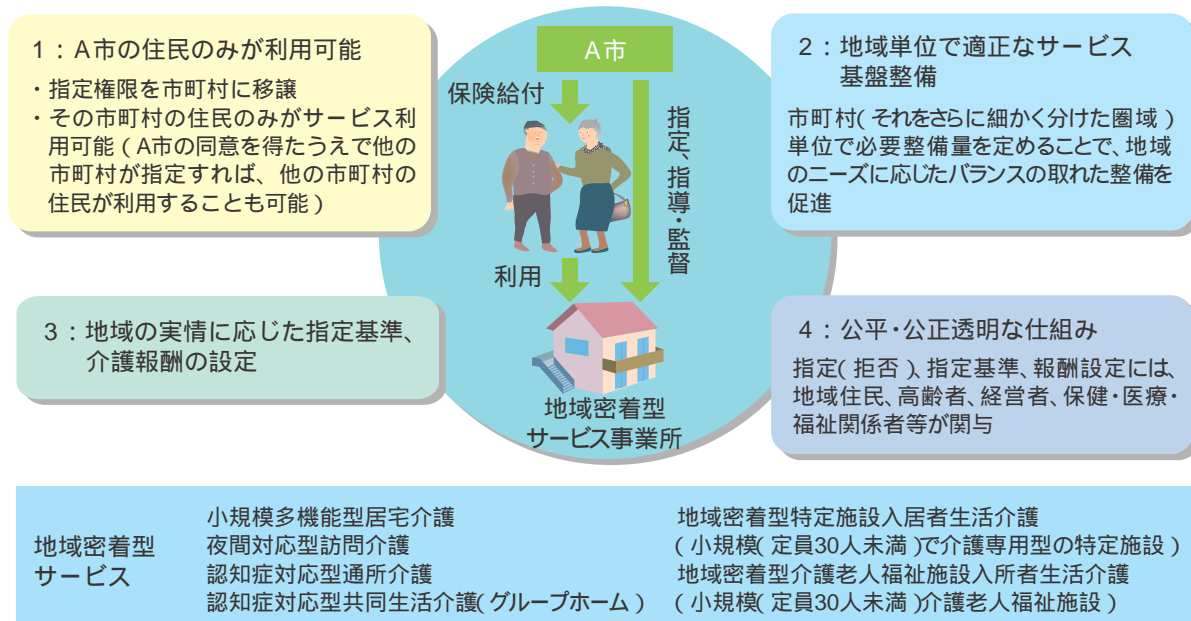 1：A市の住民のみが利用可能
・指定権限を市町村に移譲
・その市町村の住民のみがサービス利
用可能（A市の同意を得たうえで他の
市町村が指定すれば、他の市町村の
住民が利用することも可能）
A市
保険給付
指定、指導・監督
利用
地域密着型
サービス事業所
2：地域単位で適正なサービス
基盤整備
市町村（それをさらに細かく分けた圏域）
単位で必要整備量を定めることで、地域
のニーズに応じたバランスの取れた整備を
促進
3：地域の実情に応じた指定基準、
介護報酬の設定
4：公平・公正透明な仕組み
指定（拒否）、指定基準、報酬設定には、
地域住民、高齢者、経営者、保健・医療・
福祉関係者等が関与
地域密着型
サービス
小規模多機能型居宅介護
夜間対応型訪問介護
認知症対応型通所介護
認知症対応型共同生活介護（グループホーム）
地域密着型特定施設入居者生活介護
（小規模（定員30人未満）で介護専用型の特定施設）
地域密着型介護老人福祉施設入所者生活介護
（小規模（定員30人未満）介護老人福祉施設）